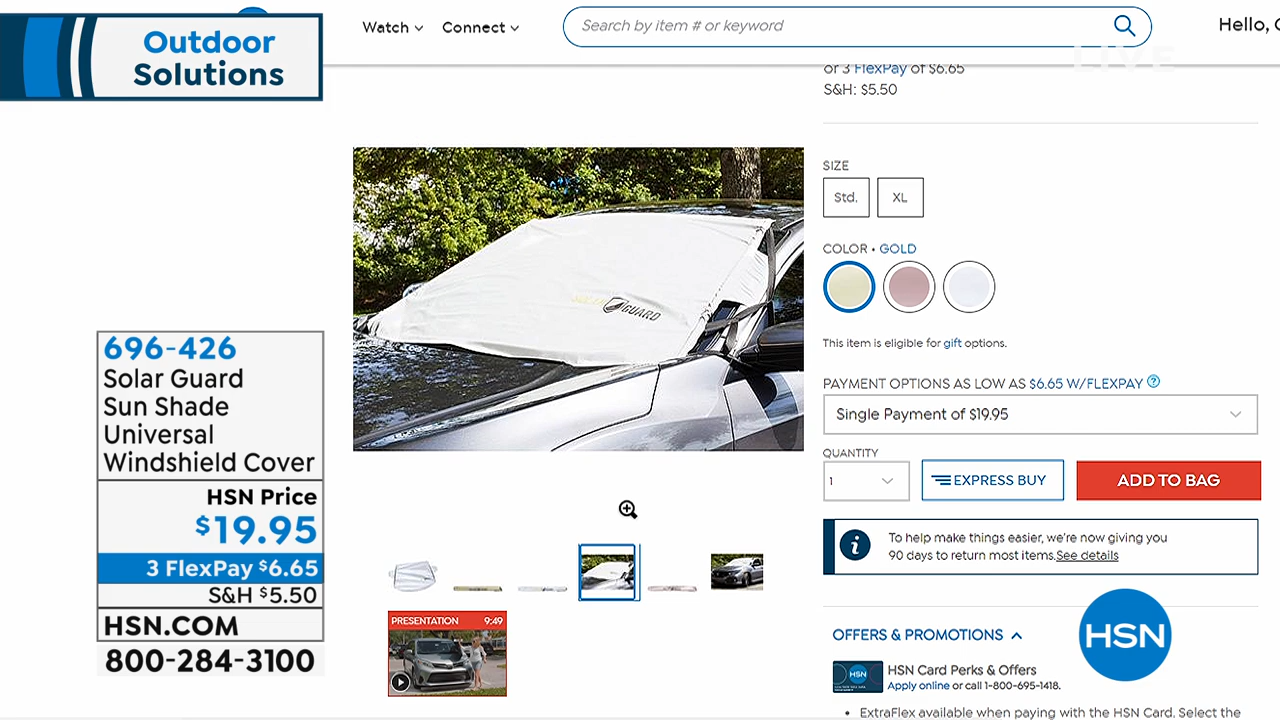 Outdoor
Solutions
Watch
Connect
Search by item # or keyword
Hello,
LIVE
or 3 FlexPay of $6.65
S&H: $5.50
SIZE
Std.
XL
COLOR • GOLD
This item is eligible for gift options.
PAYMENT OPTIONS AS LOW AS $6.65 W/FLEXPAY ?
Single Payment of $19.95
QUANTITY
1
EXPRESS BUY
ADD TO BAG
To help make things easier, we're now giving you
90 days to return most items. See details
OFFERS & PROMOTIONS
HSN
HSN Card Perks & Offers
Apply online or call 1-800-695-1418.
• ExtraFlex available when paying with the HSN Card. Select the
HSN
SOLAR GUARD
PRESENTATION 9:49
696-426
Solar Guard
Sun Shade
Universal
Windshield Cover
HSN Price
$19.95
3 FlexPay $6.65
S&H $5.50
HSN.COM
800-284-3100